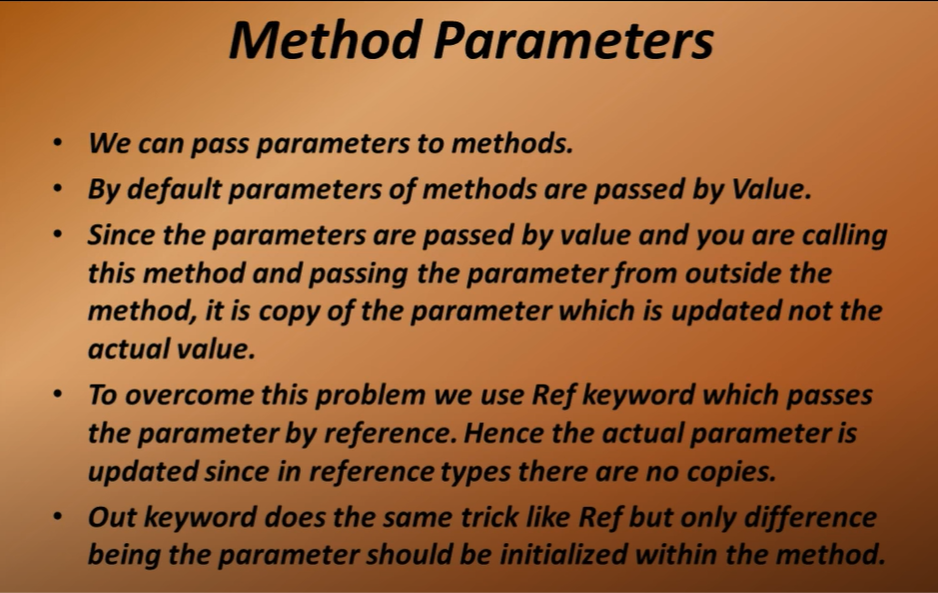 Method Parameters
• We can pass parameters to methods.
• By default parameters of methods are passed by Value.
• Since the parameters are passed by value and you are calling
this method and passing the parameter from outside the
method, it is copy of the parameter which is updated not the
actual value.
• To overcome this problem we use Ref keyword which passes
the parameter by reference. Hence the actual parameter is
updated since in reference types there are no copies.
• Out keyword does the same trick like Ref but only difference
being the parameter should be initialized within the method.